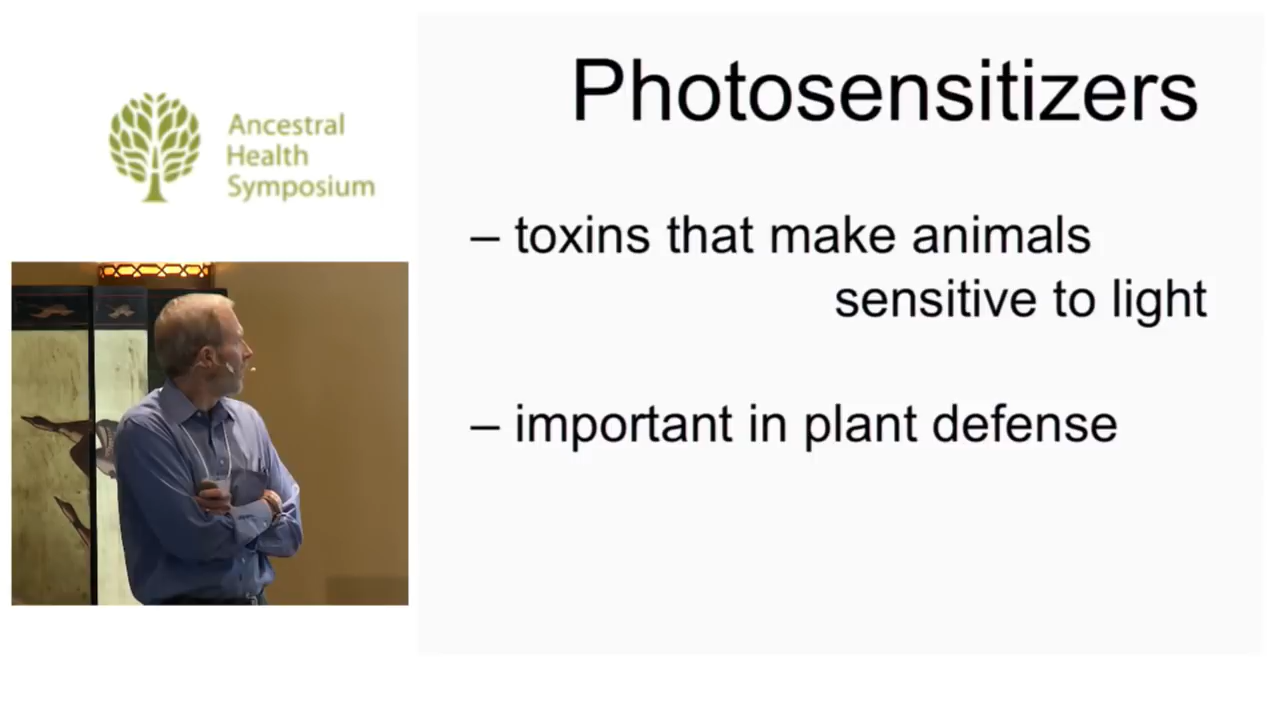 Ancestral
Health
Symposium
Photosensitizers
– toxins that make animals
sensitive to light
– important in plant defense